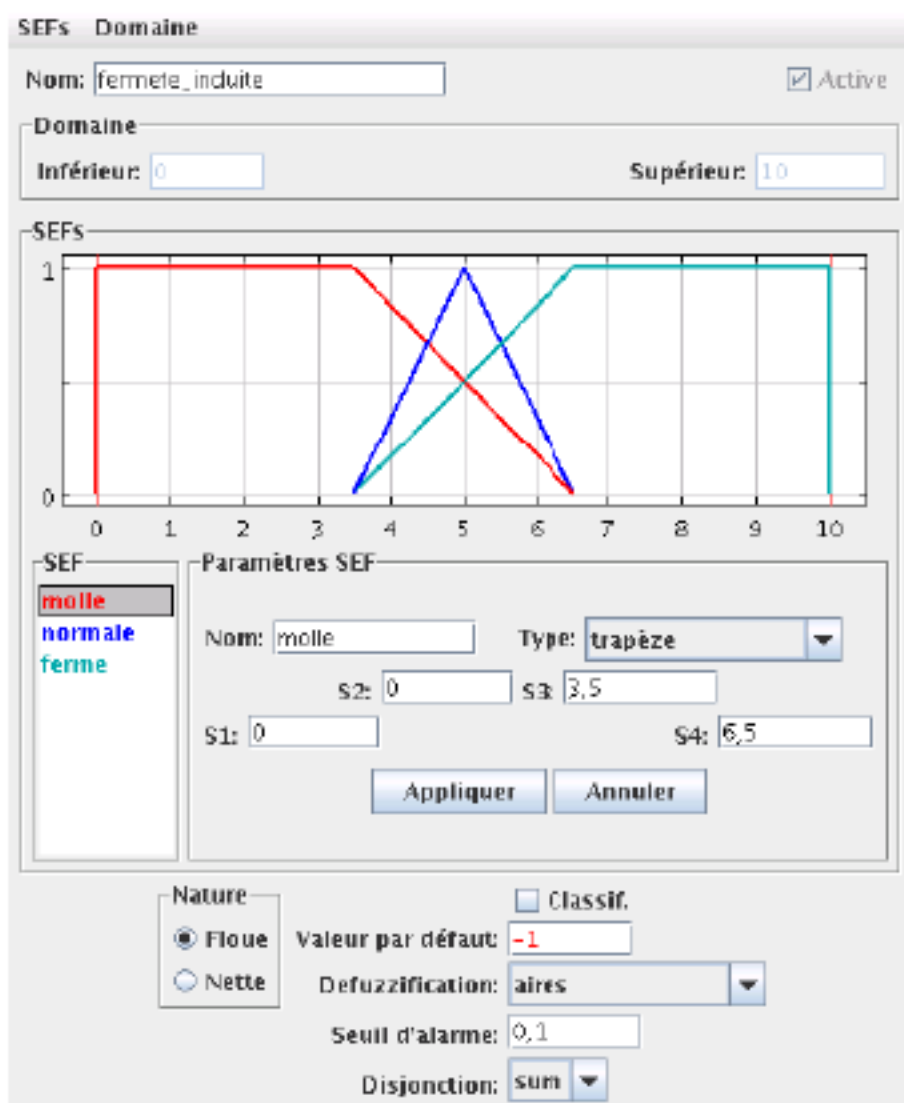 SEFs Domaine
Nom: fermete_induite Active
Domaine
Inférieur: 0 Supérieur: 10
SEFs
1
0
0 1 2 3 4 5 6 7 8 9 10
SEF
molle
normale
ferme
Paramètres SEF
Nom: molle Type: trapèze
S2: 0 S3: 3,5
S1: 0 S4: 6,5
Appliquer Annuler
Nature
Floue
Nette
Classif.
Valeur par défaut: -1
Defuzzification: aires
Seuil d'alarme: 0,1
Disjonction: sum